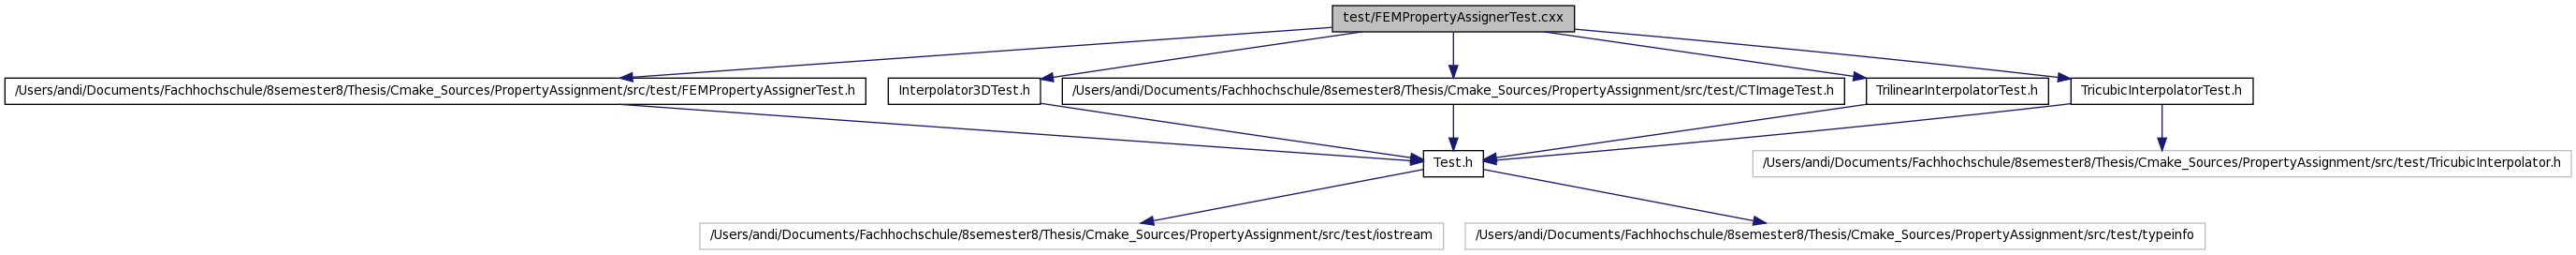 test/FEMPropertyAssignerTest.cxx
/Users/andi/Documents/Fachhochschule/8semester8/Thesis/Cmake_Sources/PropertyAssignment/src/test/FEMPropertyAssignerTest.h
Interpolator3DTest.h
/Users/andi/Documents/Fachhochschule/8semester8/Thesis/Cmake_Sources/PropertyAssignment/src/test/CTImageTest.h
TrilinearInterpolatorTest.h
TricubicInterpolatorTest.h
Test.h
/Users/andi/Documents/Fachhochschule/8semester8/Thesis/Cmake_Sources/PropertyAssignment/src/test/TricubicInterpolator.h
/Users/andi/Documents/Fachhochschule/8semester8/Thesis/Cmake_Sources/PropertyAssignment/src/test/iostream
/Users/andi/Documents/Fachhochschule/8semester8/Thesis/Cmake_Sources/PropertyAssignment/src/test/typeinfo